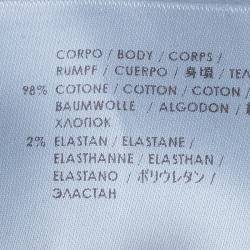 CORPO / BODY / CORPS /
RUMPF / CUERPO / 身頃 /
98% COTONE / COTTON / COTON /
BAUMWOLLE / ALGODON /
ХЛОПОК
2% ELASTAN / ELASTANE /
ELASTHANNE / ELASTHAN /
ELASTANO / ポリウレタン /
ЭЛАСТАН